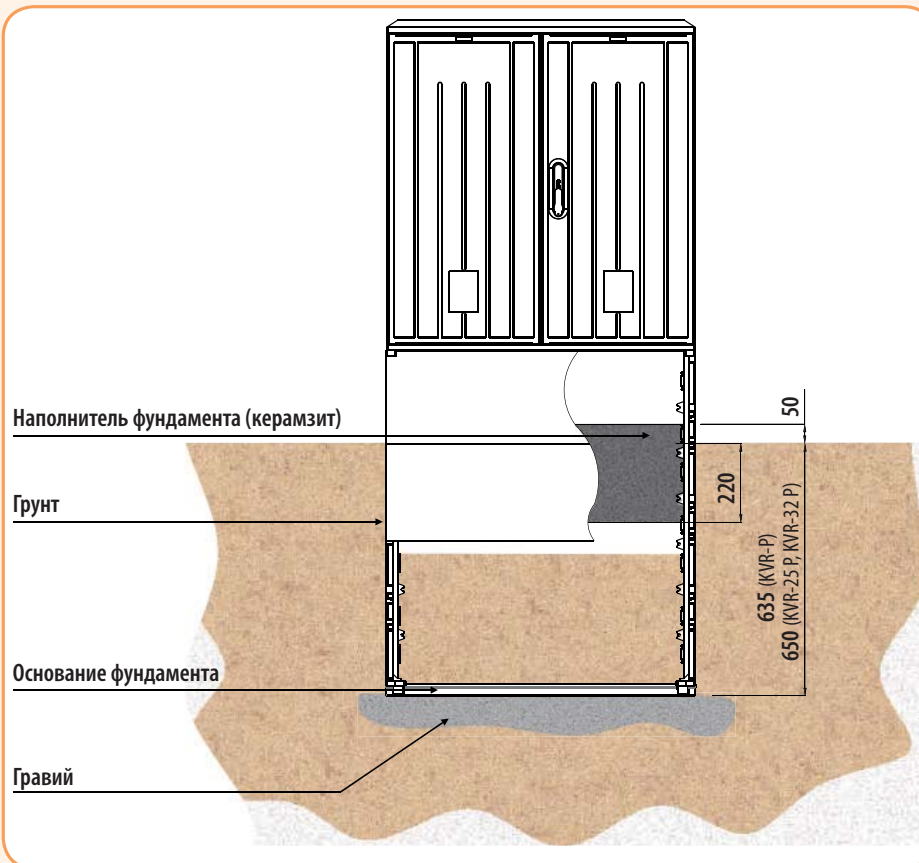 Наполнитель фундамента (керамзит)
50
220
Грунт
635 (KVR-P)
650 (KVR-25 P, KVR-32 P)
Основание фундамента
Гравий